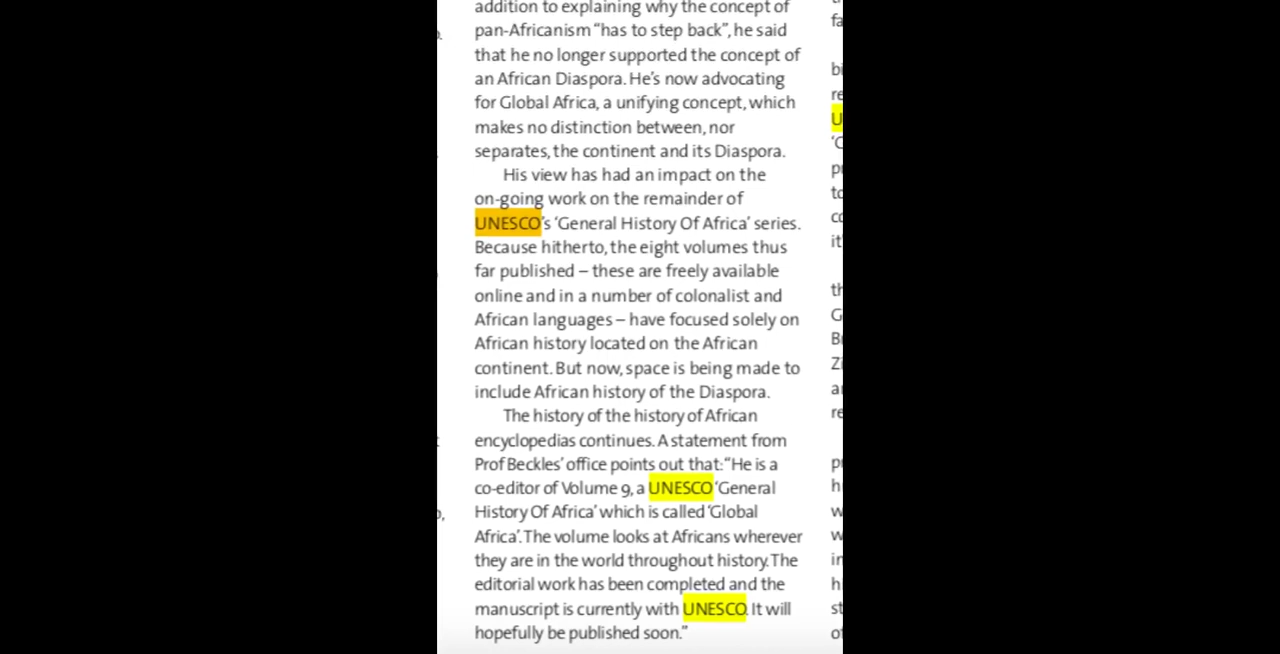 addition to explaining why the concept of
pan-Africanism “has to step back”, he said
that he no longer supported the concept of
an African Diaspora. He’s now advocating
for Global Africa, a unifying concept, which
makes no distinction between, nor
separates, the continent and its Diaspora.
His view has had an impact on the
on-going work on the remainder of
UNESCO’s ‘General History Of Africa’ series.
Because hitherto, the eight volumes thus
far published – these are freely available
online and in a number of colonalist and
African languages – have focused solely on
African history located on the African
continent. But now, space is being made to
include African history of the Diaspora.
The history of the history of African
encyclopedias continues. A statement from
Prof Beckles’ office points out that: “He is a
co-editor of Volume 9, a UNESCO ‘General
History Of Africa’ which is called ‘Global
Africa’. The volume looks at Africans wherever
they are in the world throughout history. The
editorial work has been completed and the
manuscript is currently with UNESCO. It will
hopefully be published soon.”